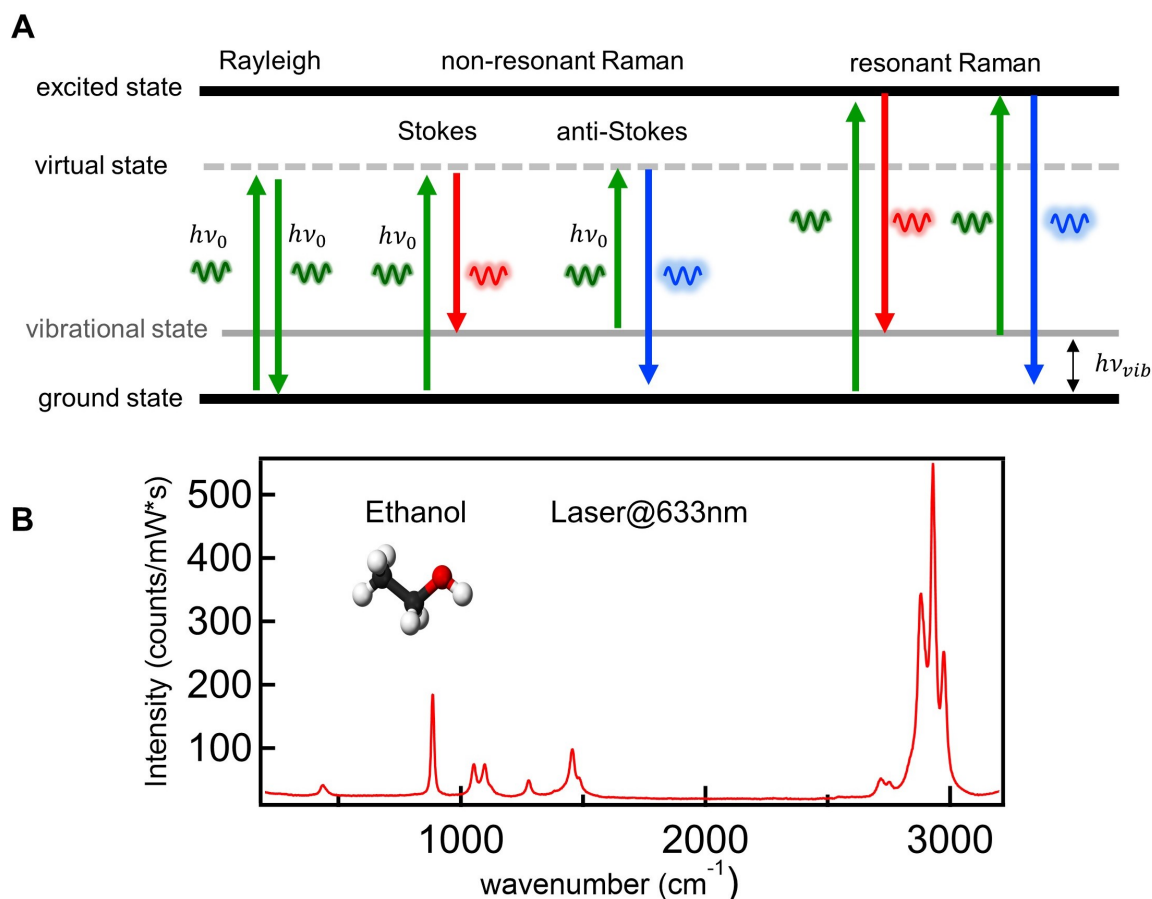 A
Rayleigh non-resonant Raman resonant Raman
excited state
Stokes anti-Stokes
virtual state
hν₀ hν₀ hν₀ hν₀
vibrational state
hν_vib
ground state
B
Intensity (counts/mW*s)
500
400
300
200
100
Ethanol Laser@633nm
1000 2000 3000
wavenumber (cm⁻¹)